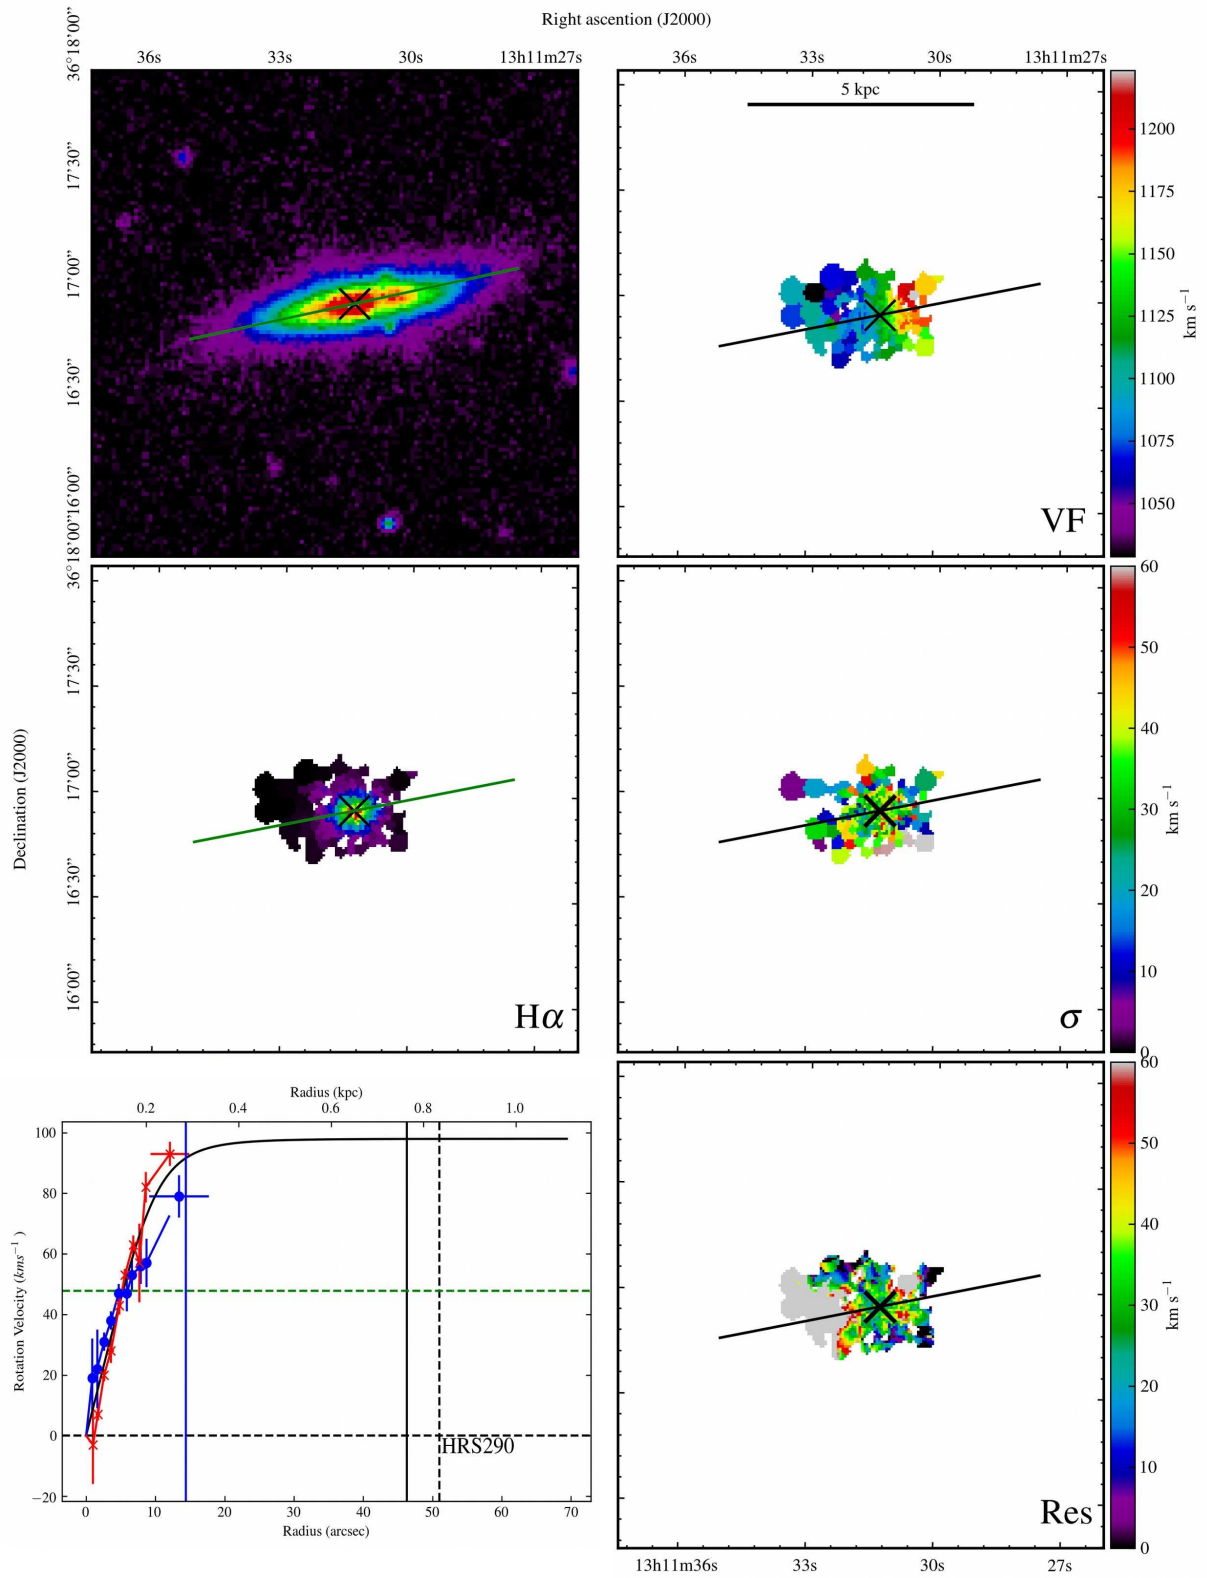 Right ascention (J2000)
36s 33s 30s 13h11m27s
36s 33s 30s 13h11m27s
36°18'00”
17'30”
17'00”
16'30”
36°18'00”16'00”
5 kpc
VF
1200
1175
1150
1125
1100
1075
1050
km s⁻¹
Declination (J2000)
17'30”
17'00”
16'30”
16'00”
Hα
σ
60
50
40
30
20
10
0
km s⁻¹
Radius (kpc)
0.2 0.4 0.6 0.8 1.0
Rotation Velocity (kms⁻¹)
100
80
60
40
20
0
−20
HRS290
0 10 20 30 40 50 60 70
Radius (arcsec)
60
50
40
30
20
10
0
km s⁻¹
Res
13h11m36s 33s 30s 27s